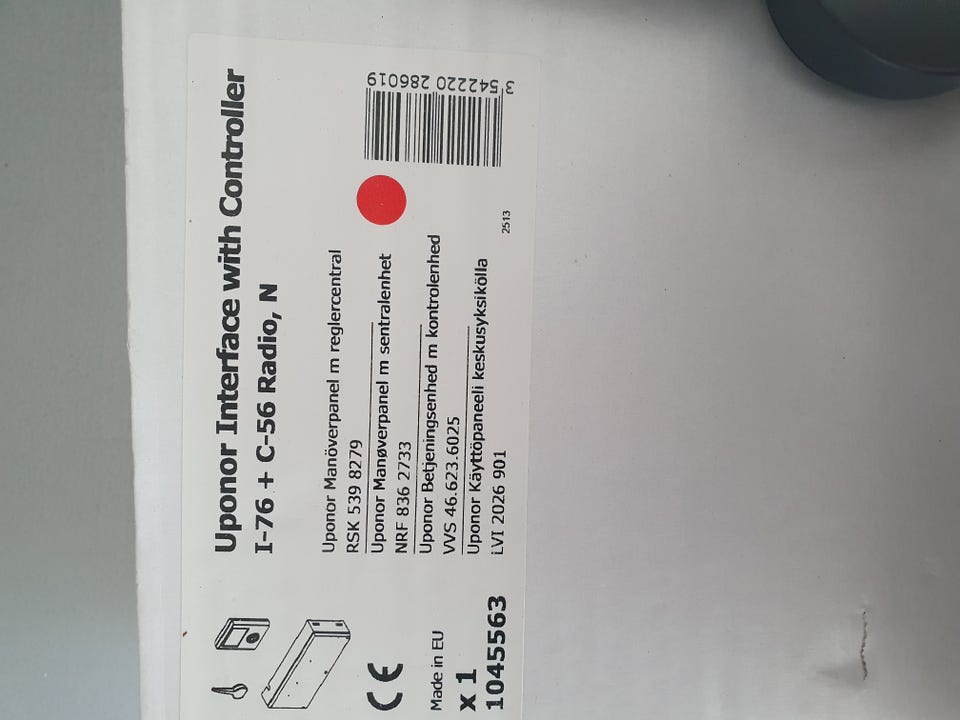 Uponor Interface with Controller
I-76 + C-56 Radio, N
Uponor Manöverpanel m reglercentral
RSK 539 8279
Uponor Manøverpanel m sentralenhet
NRF 836 2733
Uponor Betjeningsenhed m kontrolenhed
VVS 46.623.6025
Uponor Käyttöpaneeli keskusyksikölla
LVI 2026 901
2513
3 542220 286019
CE
Made in EU
x 1
1045563